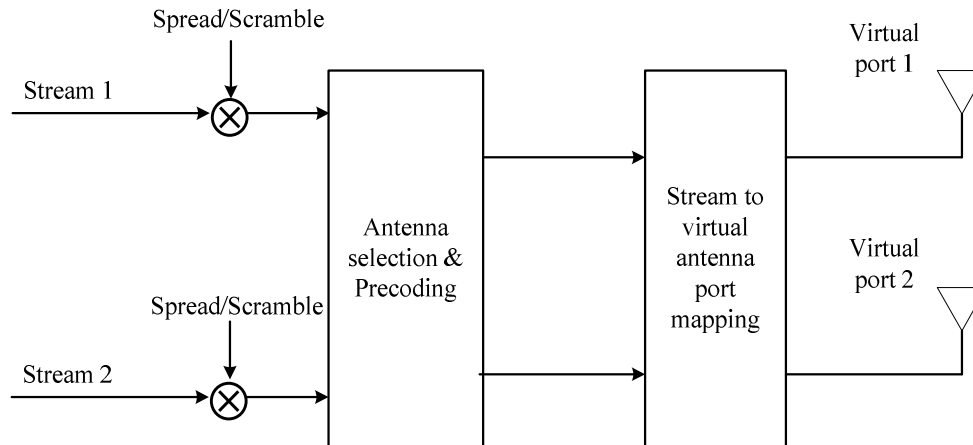 Spread/Scramble
Stream 1
Virtual
port 1
Antenna
selection &
Precoding
Stream to
virtual
antenna
port
mapping
Virtual
port 2
Spread/Scramble
Stream 2